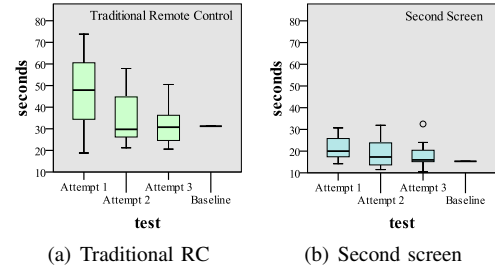 Traditional Remote Control
80
70
60
50
40
30
20
10
seconds
Attempt 1
Attempt 3
Attempt 2
Baseline
test
(a) Traditional RC
Second Screen
80
70
60
50
40
30
20
10
seconds
Attempt 1
Attempt 3
Attempt 2
Baseline
test
(b) Second screen